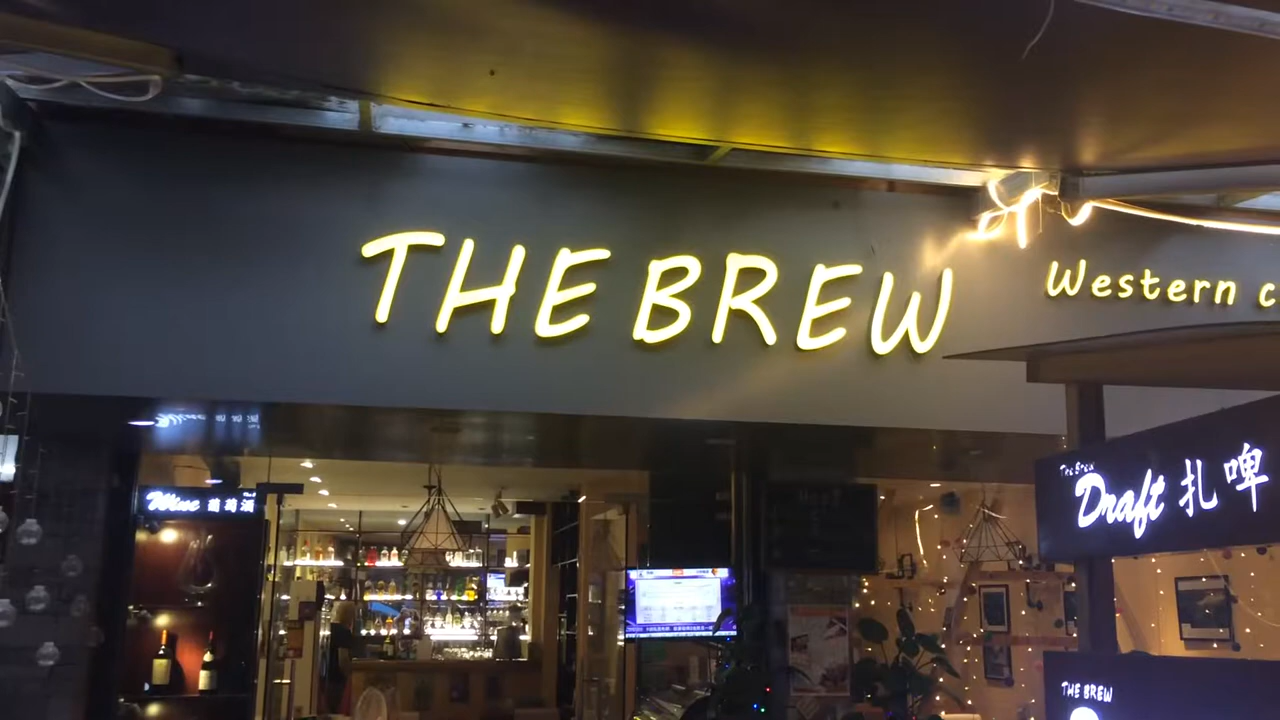 THE BREW
Western c
The Brew
Draft 扎啤
Wine 葡萄酒
THE BREW